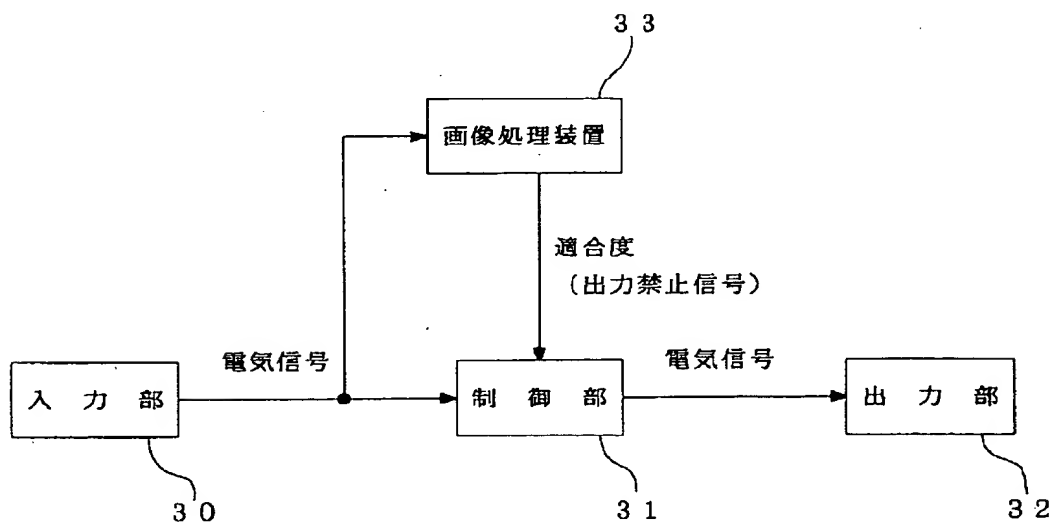 ３３
画像処理装置
適合度
（出力禁止信号）
電気信号
電気信号
入力部
制御部
出力部
３０
３１
３２